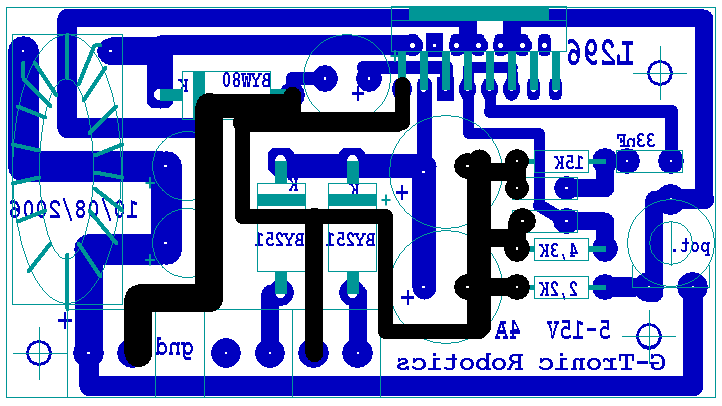 L296
BYW80
K
33nF
15K
K
K
18/08/2006
BY251
BY251
4,3K
pot.
2,2K
5-15V 4A
gnd
G-Tronic Robotics
+
+
+
+
+
+
+